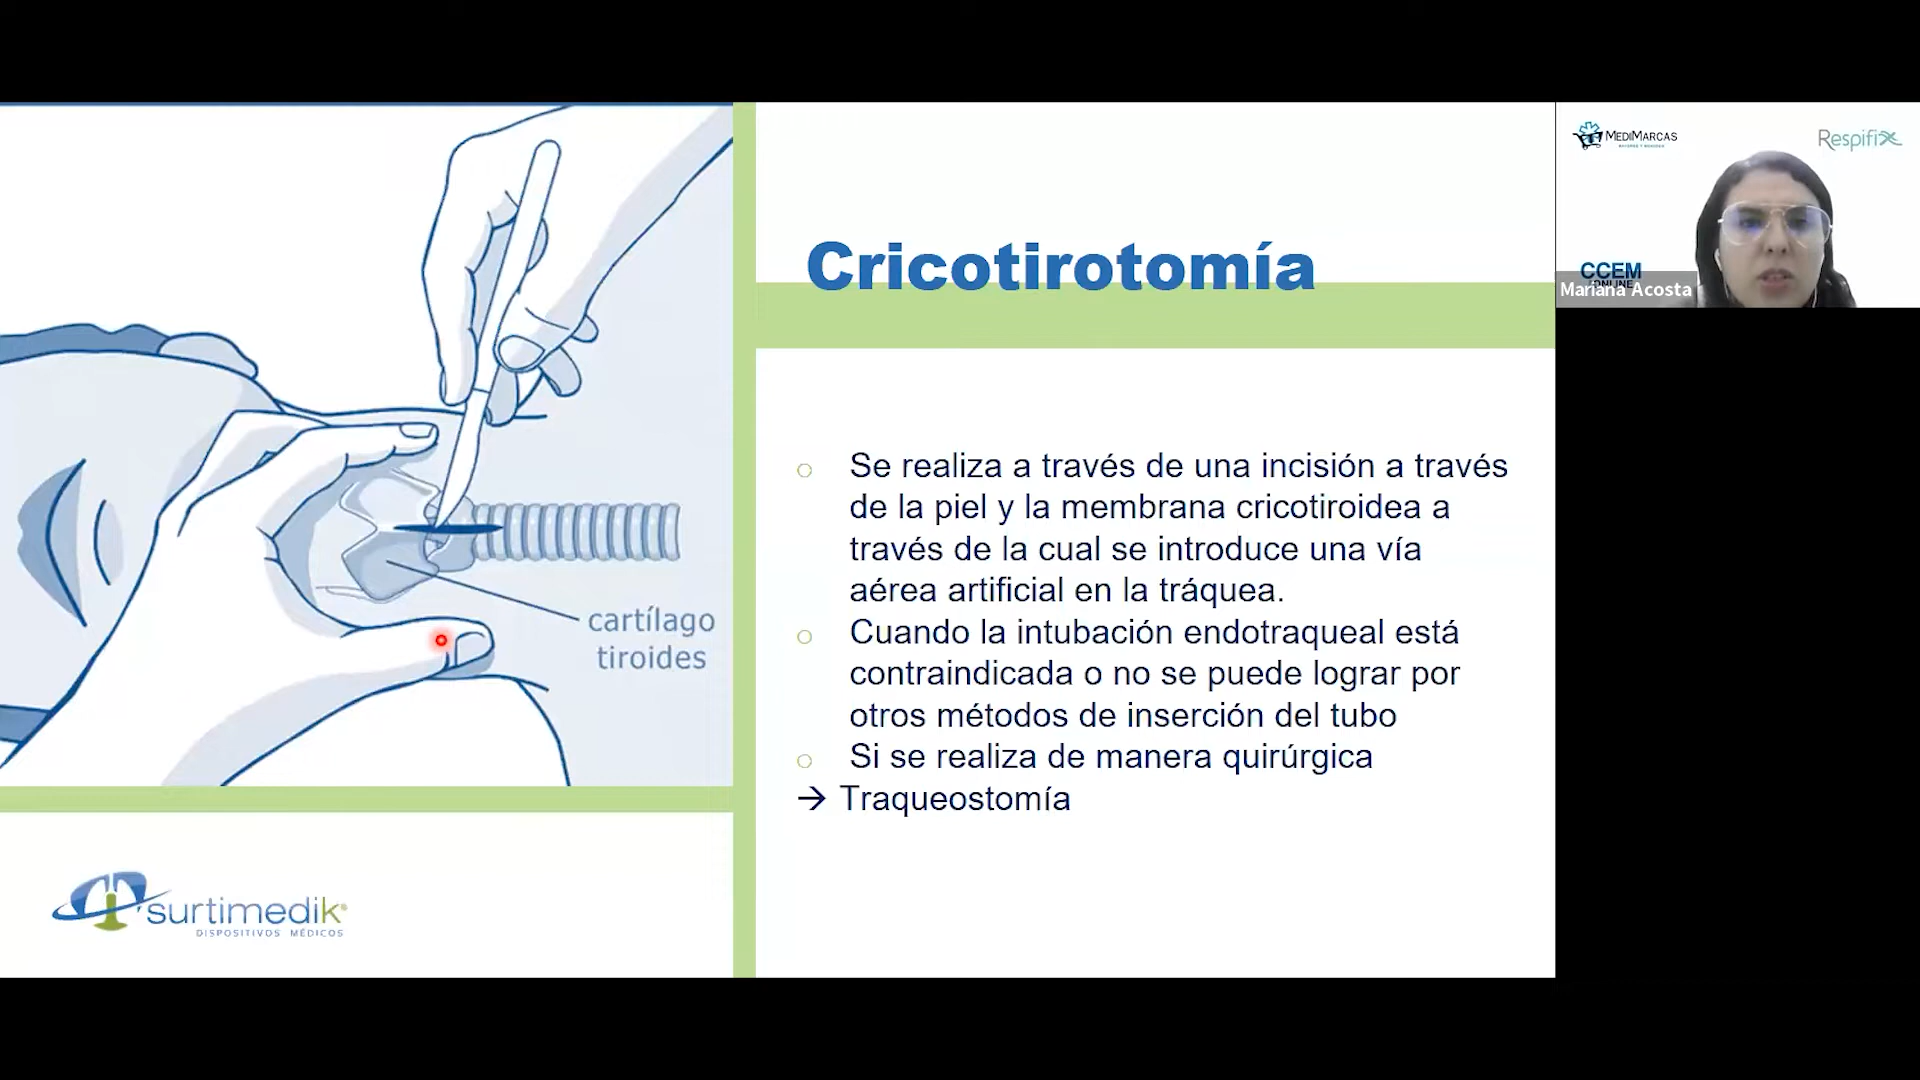 Cricotirotomía
Se realiza a través de una incisión a través
de la piel y la membrana cricotiroidea a
través de la cual se introduce una vía
aérea artificial en la tráquea.
Cuando la intubación endotraqueal está
contraindicada o no se puede lograr por
otros métodos de inserción del tubo
Si se realiza de manera quirúrgica
→ Traqueostomía
cartílago
tiroides
surtimedik®
DISPOSITIVOS MÉDICOS
MEDIMARCAS
Respifix
CCEM
ONLINE
Mariana Acosta